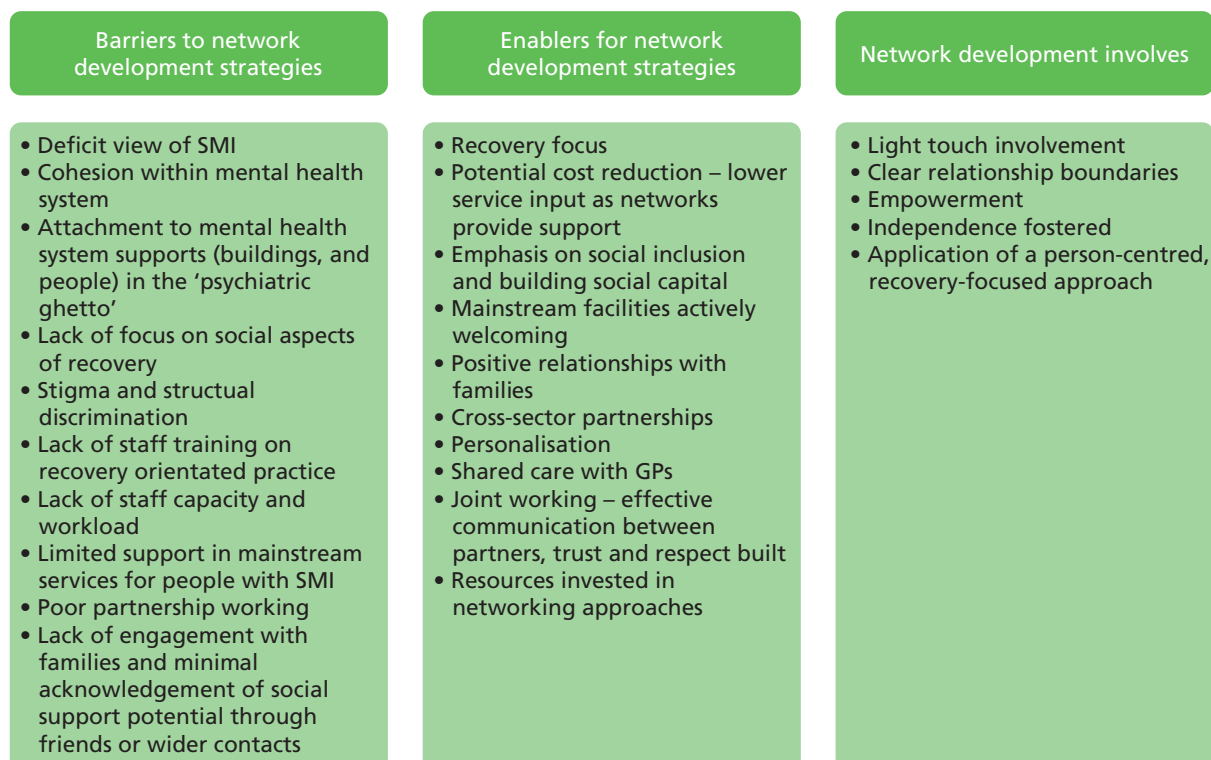 Barriers to network
development strategies
• Deficit view of SMI
• Cohesion within mental health
system
• Attachment to mental health
system supports (buildings, and
people) in the ‘psychiatric
ghetto’
• Lack of focus on social aspects
of recovery
• Stigma and structual
discrimination
• Lack of staff training on
recovery orientated practice
• Lack of staff capacity and
workload
• Limited support in mainstream
services for people with SMI
• Poor partnership working
• Lack of engagement with
families and minimal
acknowledgement of social
support potential through
friends or wider contacts
Enablers for network
development strategies
• Recovery focus
• Potential cost reduction – lower
service input as networks
provide support
• Emphasis on social inclusion
and building social capital
• Mainstream facilities actively
welcoming
• Positive relationships with
families
• Cross-sector partnerships
• Personalisation
• Shared care with GPs
• Joint working – effective
communication between
partners, trust and respect built
• Resources invested in
networking approaches
Network development involves
• Light touch involvement
• Clear relationship boundaries
• Empowerment
• Independence fostered
• Application of a person-centred,
recovery-focused approach